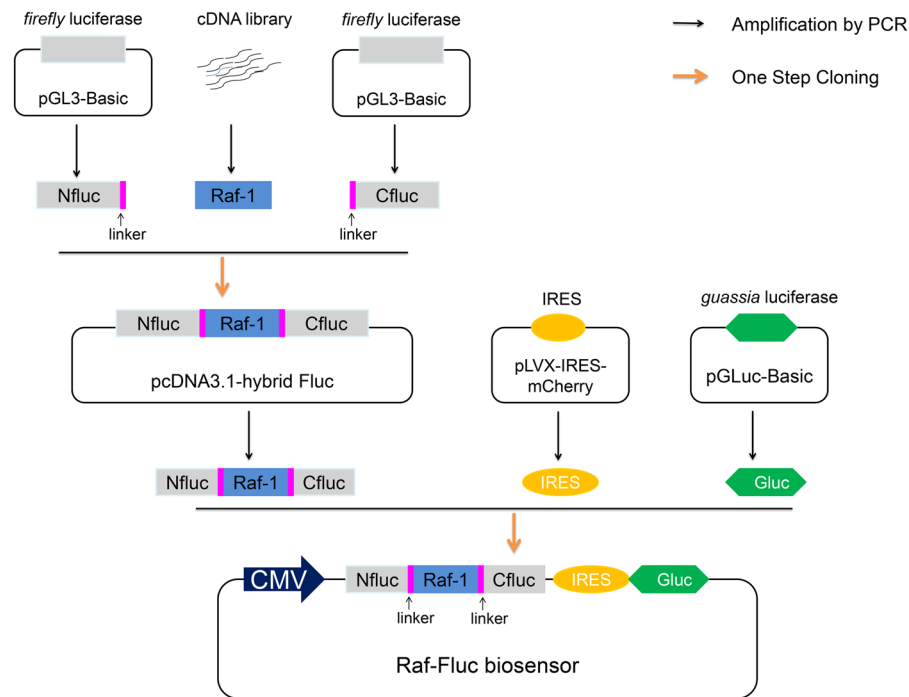 firefly luciferase
cDNA library
firefly luciferase
Amplification by PCR
One Step Cloning
pGL3-Basic
pGL3-Basic
Nfluc
Raf-1
Cfluc
linker
linker
IRES
guassia luciferase
Nfluc
Raf-1
Cfluc
pcDNA3.1-hybrid Fluc
pLVX-IRES-
mCherry
pGLuc-Basic
Nfluc
Raf-1
Cfluc
IRES
Gluc
CMV
Nfluc
Raf-1
Cfluc
IRES
Gluc
linker
linker
Raf-Fluc biosensor